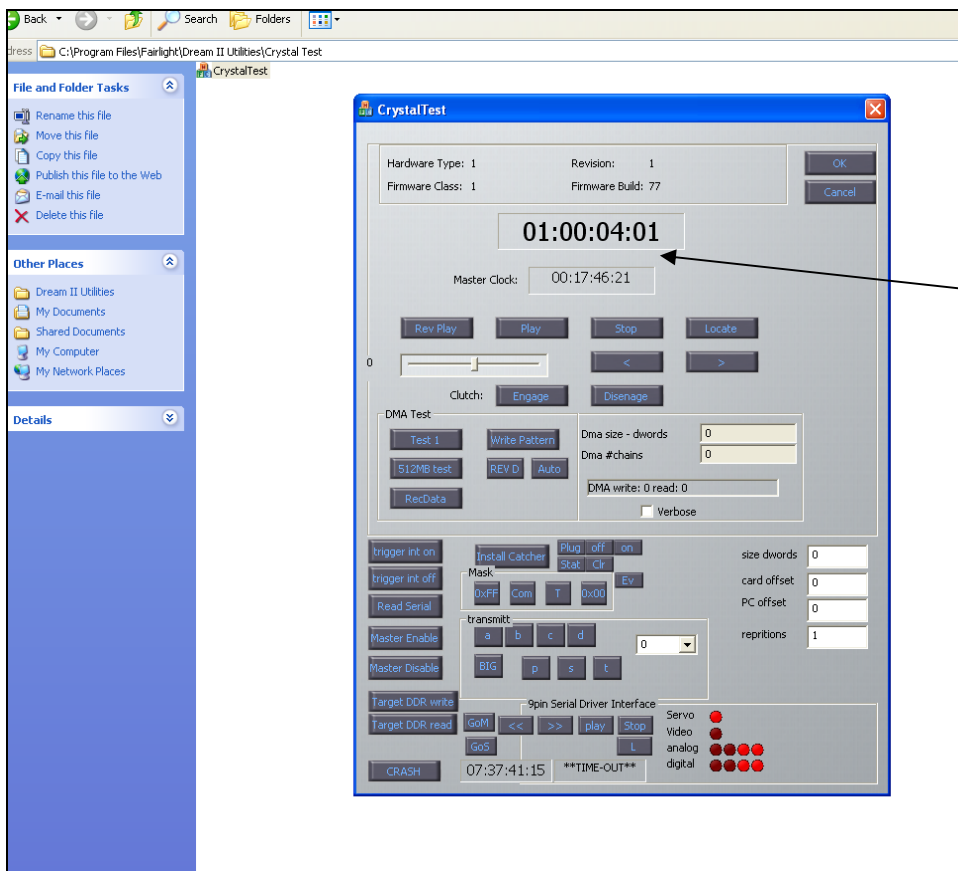 Back Search Folders
dress C:\Program Files\Fairlight\Dream II Utilities\Crystal Test
CrystalTest
File and Folder Tasks
Rename this file
Move this file
Copy this file
Publish this file to the Web
E-mail this file
Delete this file
Other Places
Dream II Utilities
My Documents
Shared Documents
My Computer
My Network Places
Details
CrystalTest
Hardware Type: 1 Revision: 1
Firmware Class: 1 Firmware Build: 77
OK
Cancel
01:00:04:01
Master Clock: 00:17:46:21
Rev Play Play Stop Locate
0 < >
Clutch: Engage Disenage
DMA Test
Test 1 Write Pattern
512MB test REV D Auto
RecData
Dma size - dwords 0
Dma #chains 0
DMA write: 0 read: 0
Verbose
trigger int on Install Catcher Plug off on
Stat Clr
trigger int off Mask Ev
0xFF Com T 0x00
Read Serial
transmitt
Master Enable a b c d 0
Master Disable BIG p s t
size dwords 0
card offset 0
PC offset 0
repritions 1
Target DDR write 9pin Serial Driver Interface
Target DDR read GoM << >> play Stop
GoS L
CRASH 07:37:41:15 **TIME-OUT**
Servo
Video
analog
digital